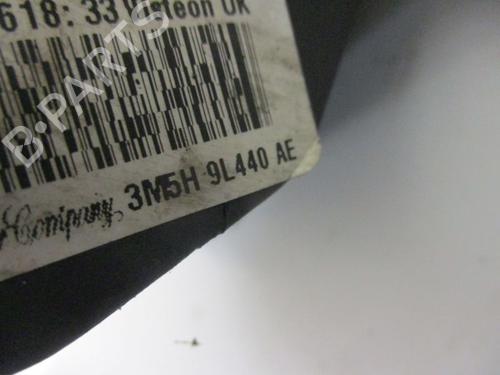 618: 33 Visteon UK
B-PARTS
Company 3M5H 9L440 AE